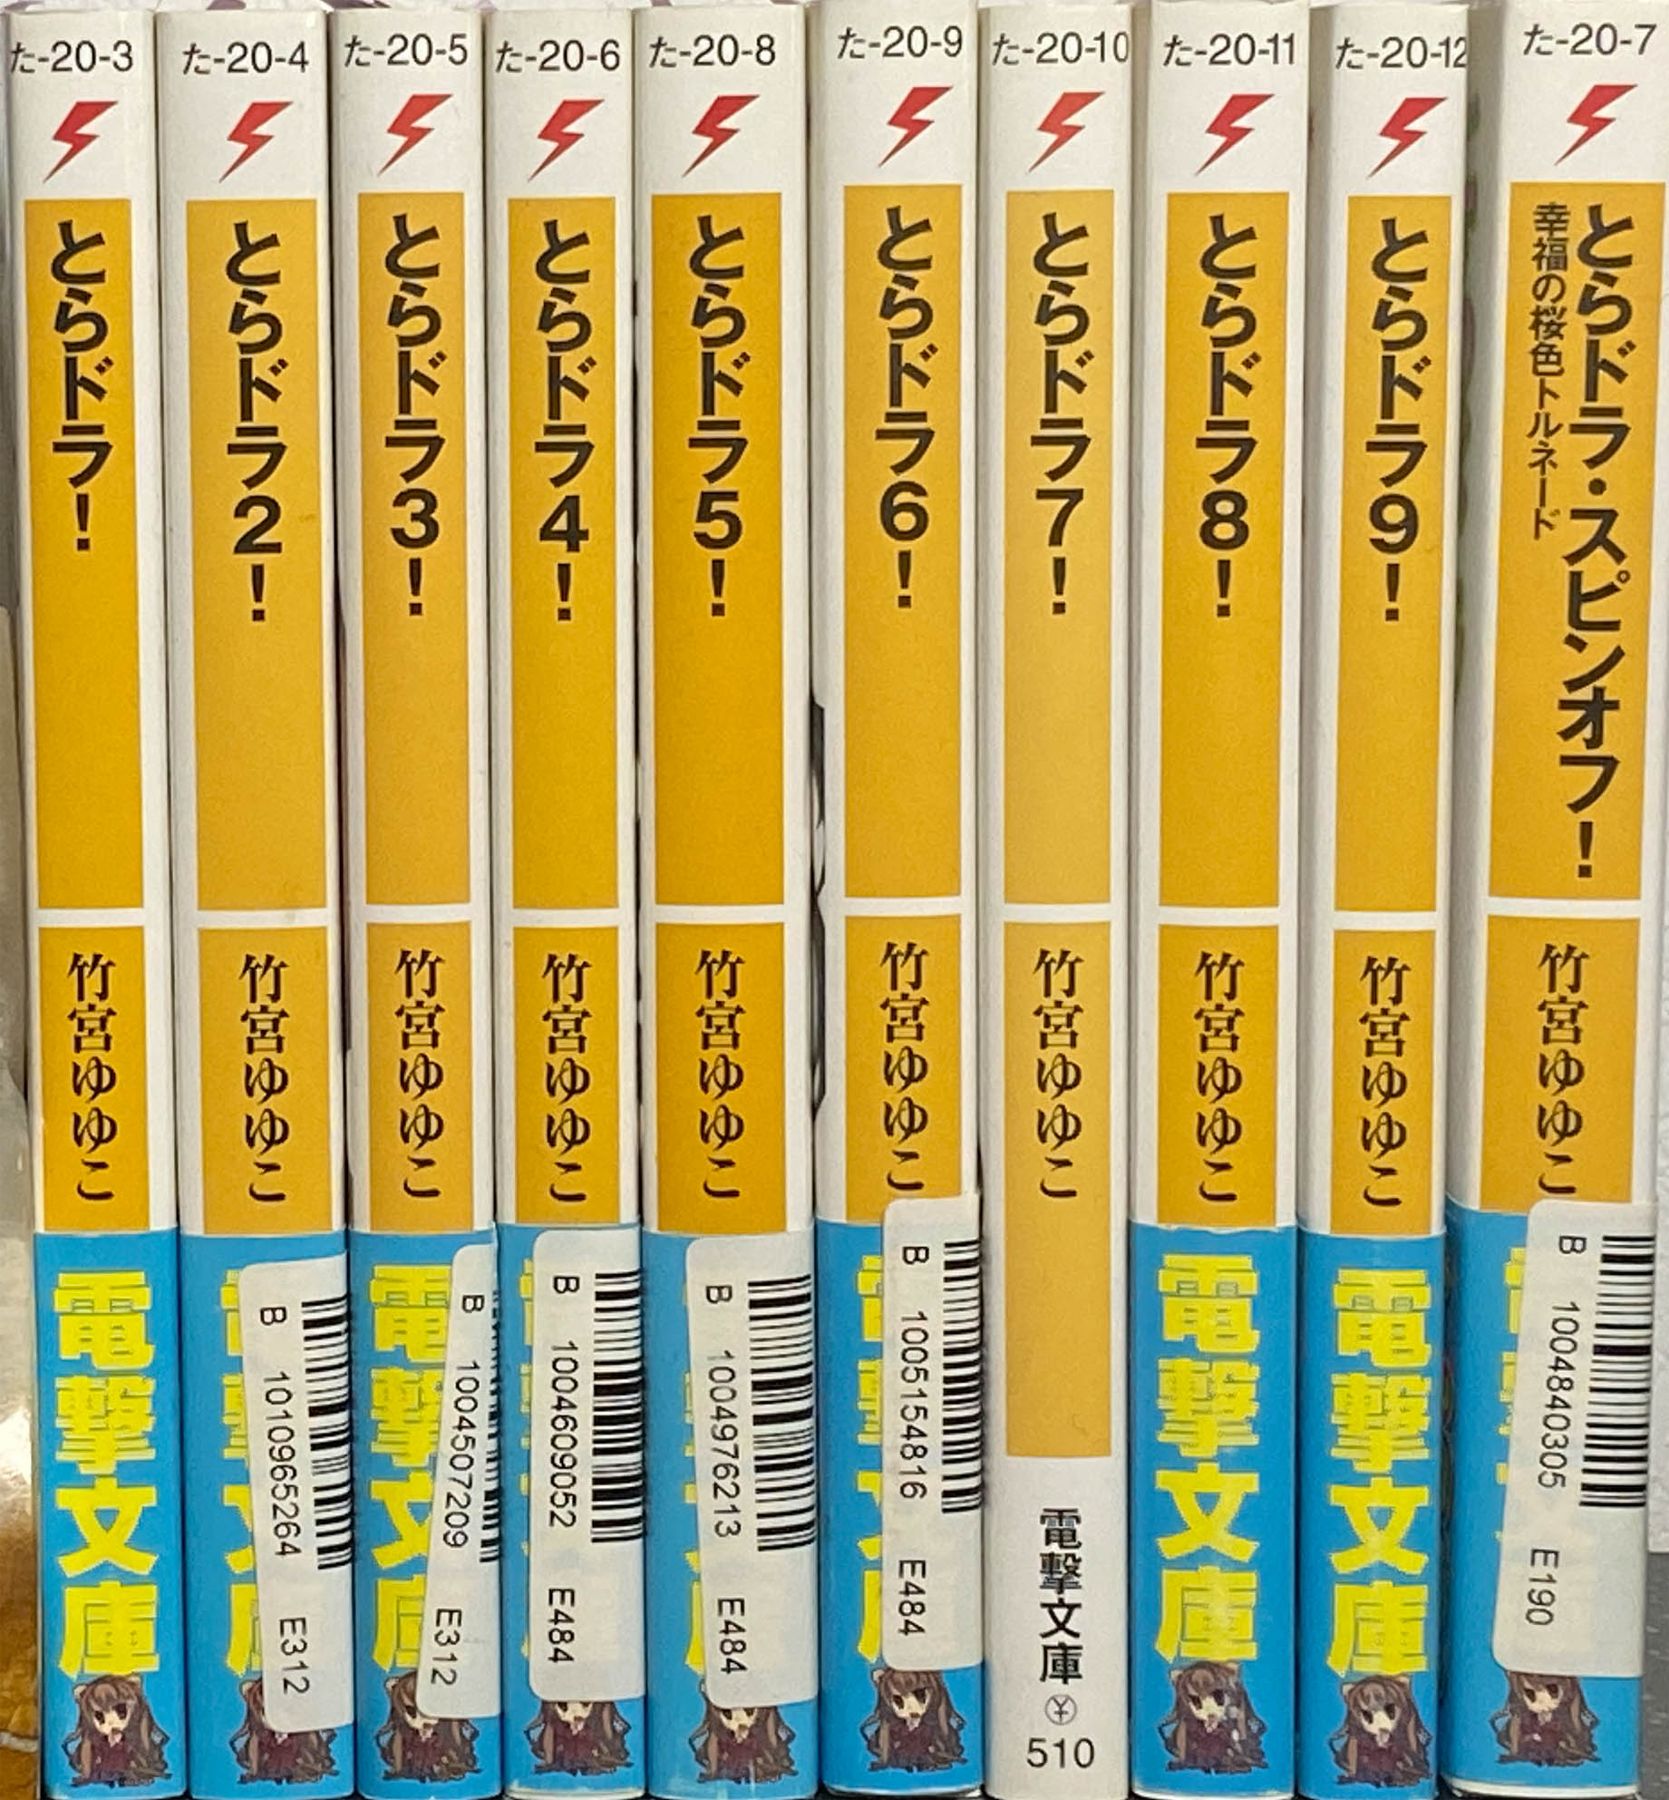 た-20-3
とらドラ！
竹宮ゆゆこ
電撃文庫
た-20-4
とらドラ2！
竹宮ゆゆこ
B 1010965264 E312
た-20-5
とらドラ3！
竹宮ゆゆこ
電撃文庫
B 1004507209 E312
た-20-6
とらドラ4！
竹宮ゆゆこ
B 1004609052 E484
た-20-8
とらドラ5！
竹宮ゆゆこ
B 1004976213 E484
た-20-9
とらドラ6！
竹宮ゆゆこ
B 1005154816 E484
た-20-10
とらドラ7！
竹宮ゆゆこ
電撃文庫
¥
510
た-20-11
とらドラ8！
竹宮ゆゆこ
電撃文庫
た-20-12
とらドラ9！
竹宮ゆゆこ
電撃文庫
た-20-7
とらドラ・スピンオフ！
幸福の桜色トルネード
竹宮ゆゆこ
B 1004840305 E190